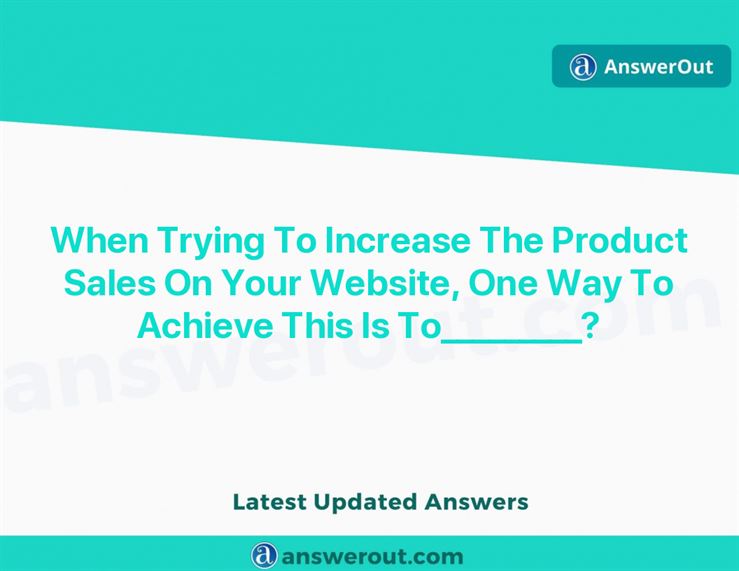 AnswerOut
When Trying To Increase The Product
Sales On Your Website, One Way To
Achieve This Is To________?
answerout.com
Latest Updated Answers
answerout.com